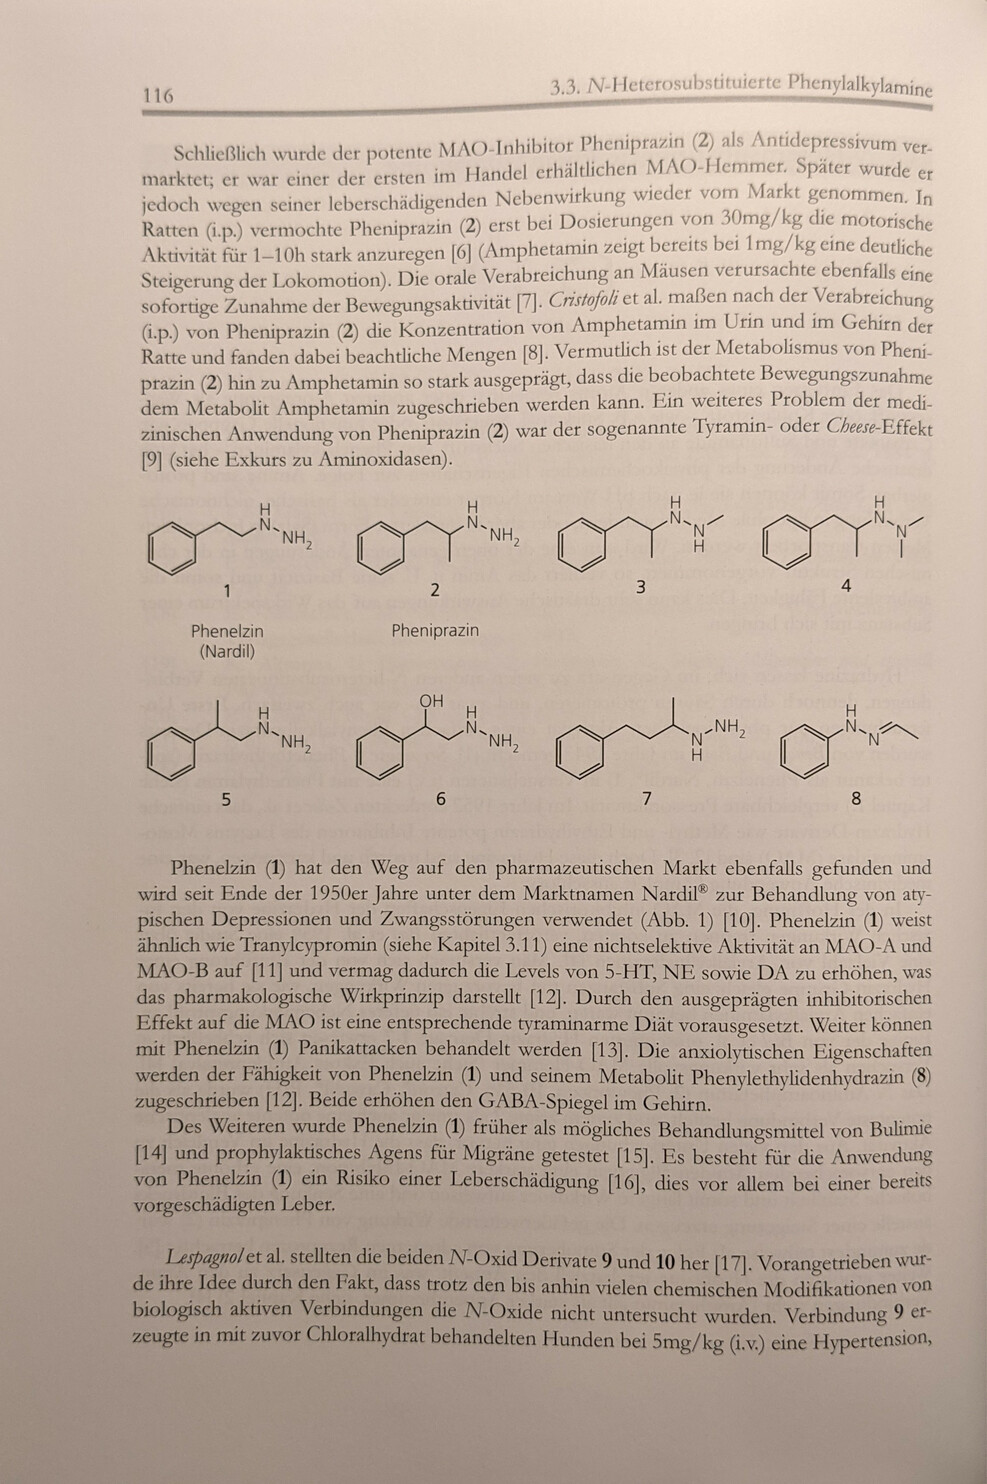 116
3.3. N-Heterosubstituierte Phenylalkylamine
Schließlich wurde der potente MAO-Inhibitor Pheniprazin (2) als Antidepressivum ver-
marktet; er war einer der ersten im Handel erhältlichen MAO-Hemmer. Später wurde er
jedoch wegen seiner leberschädigenden Nebenwirkung wieder vom Markt genommen. In
Ratten (i.p.) vermochte Pheniprazin (2) erst bei Dosierungen von 30mg/kg die motorische
Aktivität für 1–10h stark anzuregen [6] (Amphetamin zeigt bereits bei 1mg/kg eine deutliche
Steigerung der Lokomotion). Die orale Verabreichung an Mäusen verursachte ebenfalls eine
sofortige Zunahme der Bewegungsaktivität [7]. Cristofoli et al. maßen nach der Verabreichung
(i.p.) von Pheniprazin (2) die Konzentration von Amphetamin im Urin und im Gehirn der
Ratte und fanden dabei beachtliche Mengen [8]. Vermutlich ist der Metabolismus von Pheni-
prazin (2) hin zu Amphetamin so stark ausgeprägt, dass die beobachtete Bewegungszunahme
dem Metabolit Amphetamin zugeschrieben werden kann. Ein weiteres Problem der medi-
zinischen Anwendung von Pheniprazin (2) war der sogenannte Tyramin- oder Cheese-Effekt
[9] (siehe Exkurs zu Aminoxidasen).
H N NH2
H N NH2
H N N H
H N N
1 2 3 4
Phenelzin Pheniprazin
(Nardil)
H N NH2
OH H N NH2
N H NH2
H N N
5 6 7 8
Phenelzin (1) hat den Weg auf den pharmazeutischen Markt ebenfalls gefunden und
wird seit Ende der 1950er Jahre unter dem Marktnamen Nardil® zur Behandlung von aty-
pischen Depressionen und Zwangsstörungen verwendet (Abb. 1) [10]. Phenelzin (1) weist
ähnlich wie Tranylcypromin (siehe Kapitel 3.11) eine nichtselektive Aktivität an MAO-A und
MAO-B auf [11] und vermag dadurch die Levels von 5-HT, NE sowie DA zu erhöhen, was
das pharmakologische Wirkprinzip darstellt [12]. Durch den ausgeprägten inhibitorischen
Effekt auf die MAO ist eine entsprechende tyraminarme Diät vorausgesetzt. Weiter können
mit Phenelzin (1) Panikattacken behandelt werden [13]. Die anxiolytischen Eigenschaften
werden der Fähigkeit von Phenelzin (1) und seinem Metabolit Phenylethylidenhydrazin (8)
zugeschrieben [12]. Beide erhöhen den GABA-Spiegel im Gehirn.
Des Weiteren wurde Phenelzin (1) früher als mögliches Behandlungsmittel von Bulimie
[14] und prophylaktisches Agens für Migräne getestet [15]. Es besteht für die Anwendung
von Phenelzin (1) ein Risiko einer Leberschädigung [16], dies vor allem bei einer bereits
vorgeschädigten Leber.
Lespagnol et al. stellten die beiden N-Oxid Derivate 9 und 10 her [17]. Vorangetrieben wur-
de ihre Idee durch den Fakt, dass trotz den bis anhin vielen chemischen Modifikationen von
biologisch aktiven Verbindungen die N-Oxide nicht untersucht wurden. Verbindung 9 er-
zeugte in mit zuvor Chloralhydrat behandelten Hunden bei 5mg/kg (i.v.) eine Hypertension,